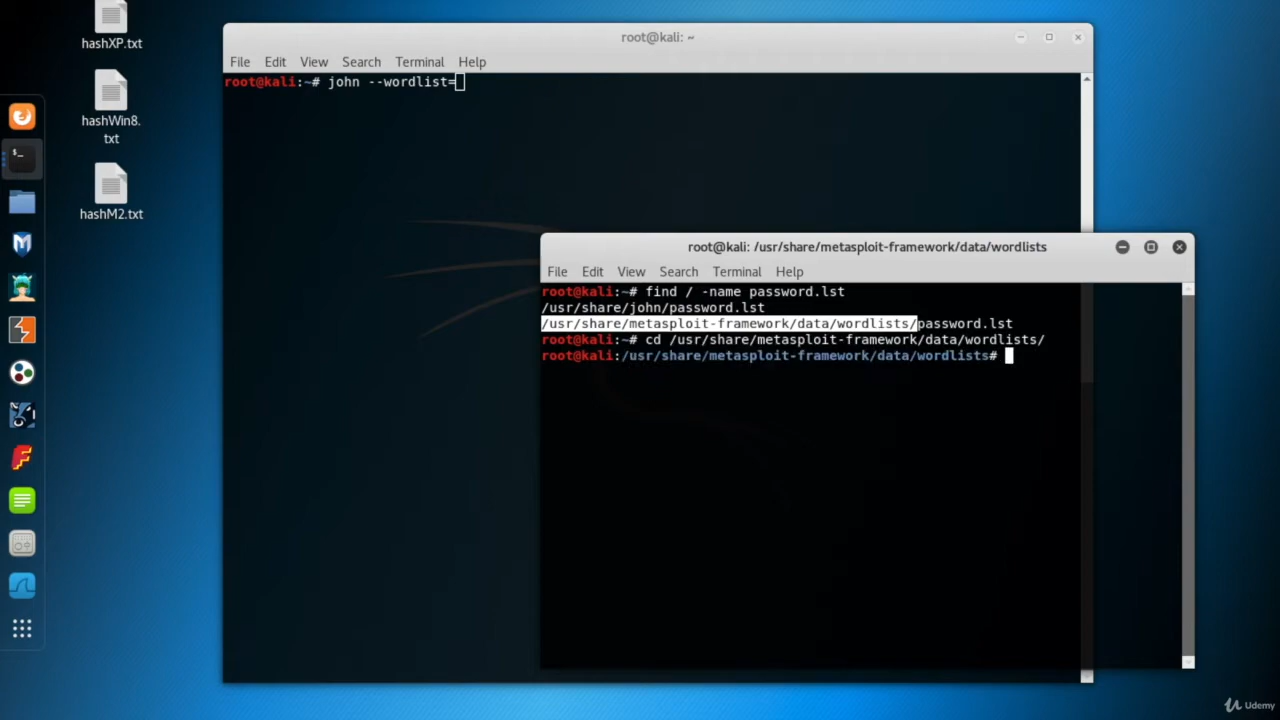 hashXP.txt
hashWin8.
txt
hashM2.txt
root@kali: ~
File Edit View Search Terminal Help
root@kali:~# john --wordlist=
root@kali: /usr/share/metasploit-framework/data/wordlists
File Edit View Search Terminal Help
root@kali:~# find / -name password.lst
/usr/share/john/password.lst
/usr/share/metasploit-framework/data/wordlists/password.lst
root@kali:~# cd /usr/share/metasploit-framework/data/wordlists/
root@kali:/usr/share/metasploit-framework/data/wordlists#
Udemy